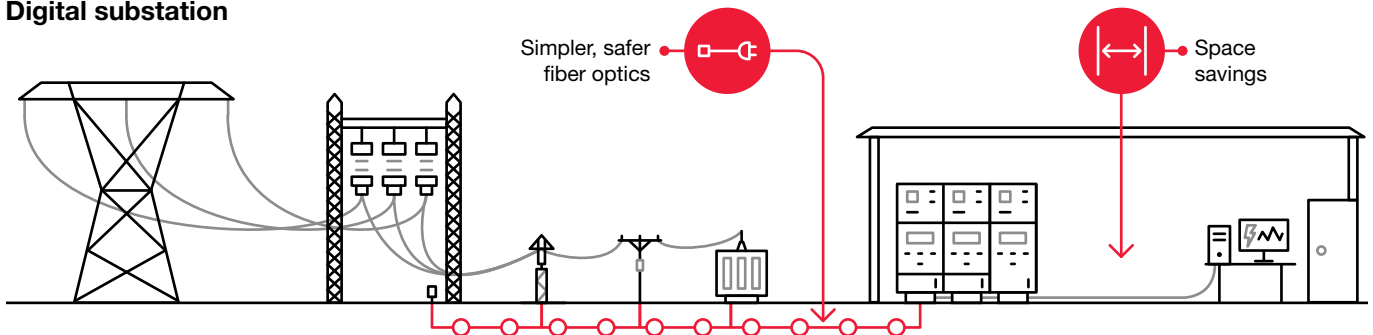 Digital substation
Simpler, safer
fiber optics
Space
savings